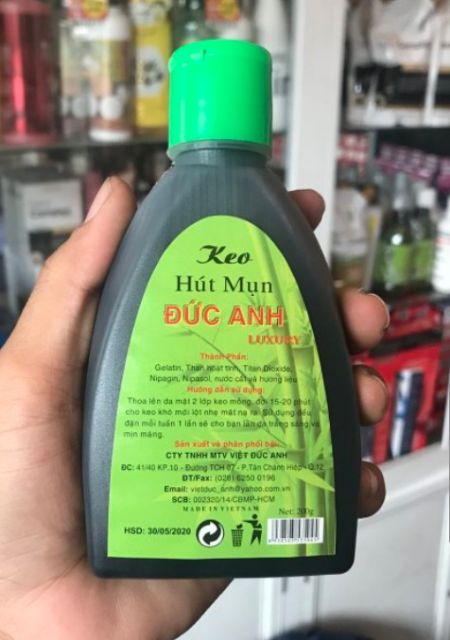 Keo
Hút Mụn
ĐỨC ANH
LUXURY
Thành Phần:
Gelatin, Than hoạt tính, Titan Dioxide,
Nipagin, Nipasol, nước cất và hương liệu
Hướng dẫn sử dụng:
Thoa lên da mặt 2 lớp keo mỏng, đợi 15-20 phút
cho keo khô mới lột nhẹ mặt nạ ra. Sử dụng đều
đặn mỗi tuần 1 lần sẽ cho bạn làn da trắng sáng và
mịn màng.
Sản xuất và phân phối bởi:
CTY TNHH MTV VIỆT ĐỨC ANH
ĐC: 41/40 KP.10 - Đường TCH 07 - P.Tân Chánh Hiệp - Q.12
ĐT/Fax: (028) 6250 0196
Email: vietduc_anh@yahoo.com.vn
SCB: 002320/14/CBMP-HCM
MADE IN VIETNAM
Net: 200g
HSD: 30/05/2020